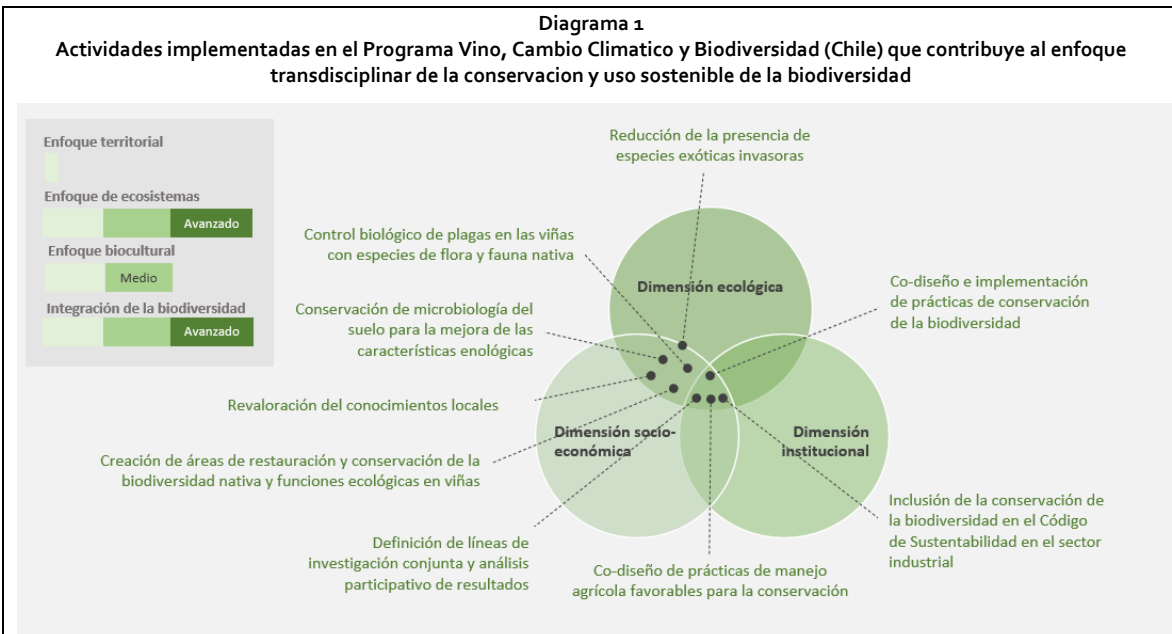 Diagrama 1
Actividades implementadas en el Programa Vino, Cambio Climatico y Biodiversidad (Chile) que contribuye al enfoque
transdisciplinar de la conservacion y uso sostenible de la biodiversidad
Enfoque territorial
Enfoque de ecosistemas
Avanzado
Enfoque biocultural
Medio
Integración de la biodiversidad
Avanzado
Reducción de la presencia de
especies exóticas invasoras
Control biológico de plagas en las viñas
con especies de flora y fauna nativa
Conservación de microbiología del
suelo para la mejora de las
características enológicas
Revaloración del conocimientos locales
Creación de áreas de restauración y conservación de la
biodiversidad nativa y funciones ecológicas en viñas
Definición de líneas de
investigación conjunta y análisis
participativo de resultados
Dimensión ecológica
Dimensión socio-
económica
Dimensión
institucional
Co-diseño e implementación
de prácticas de conservación
de la biodiversidad
Inclusión de la conservación de
la biodiversidad en el Código
de Sustentabilidad en el sector
industrial
Co-diseño de prácticas de manejo
agrícola favorables para la conservación